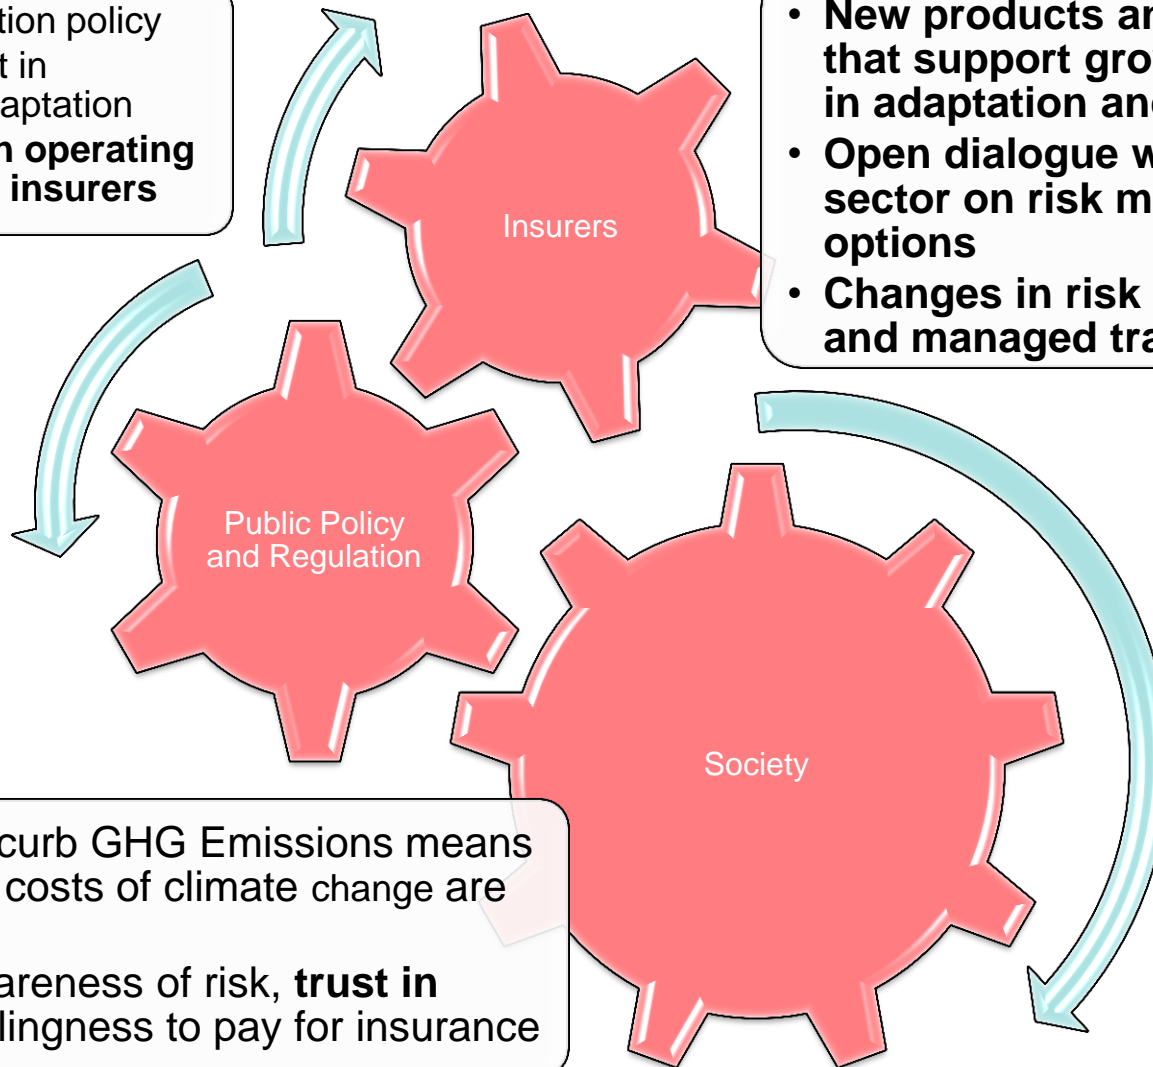 tion policy
t in
aptation
n operating
insurers
• New products an
that support gro
in adaptation and
• Open dialogue w
sector on risk m
options
• Changes in risk
and managed tra
Insurers
Public Policy
and Regulation
Society
curb GHG Emissions means
costs of climate change are
areness of risk, trust in
lingness to pay for insurance